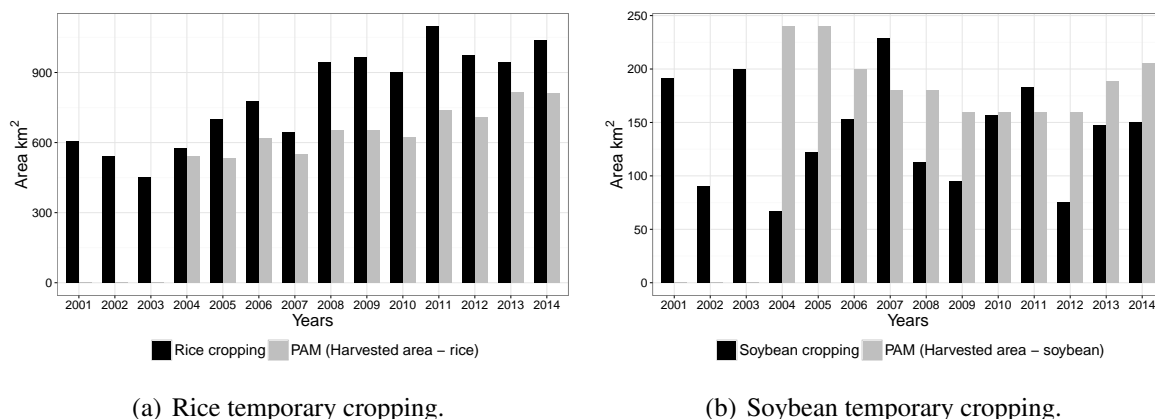 Area km²
900
600
300
0
2001 2002 2003 2004 2005 2006 2007 2008 2009 2010 2011 2012 2013 2014
Years
Rice cropping PAM (Harvested area − rice)
(a) Rice temporary cropping.
Area km²
250
200
150
100
50
0
2001 2002 2003 2004 2005 2006 2007 2008 2009 2010 2011 2012 2013 2014
Years
Soybean cropping PAM (Harvested area − soybean)
(b) Soybean temporary cropping.